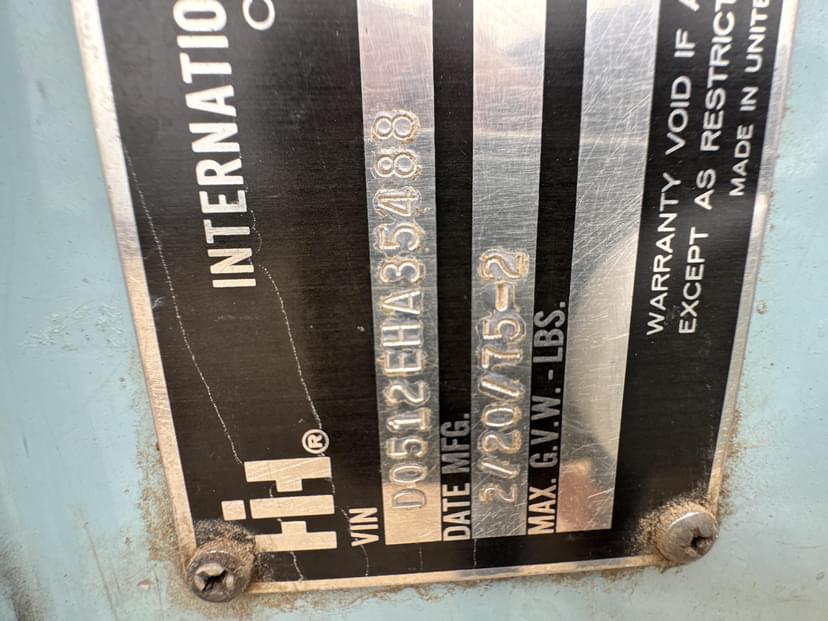 INTERNATIO
C
IH®
VIN D0512EHA35488
DATE MFG. 2/20/75-2
MAX. G.V.W.-LBS.
WARRANTY VOID IF A
EXCEPT AS RESTRICT
MADE IN UNITE